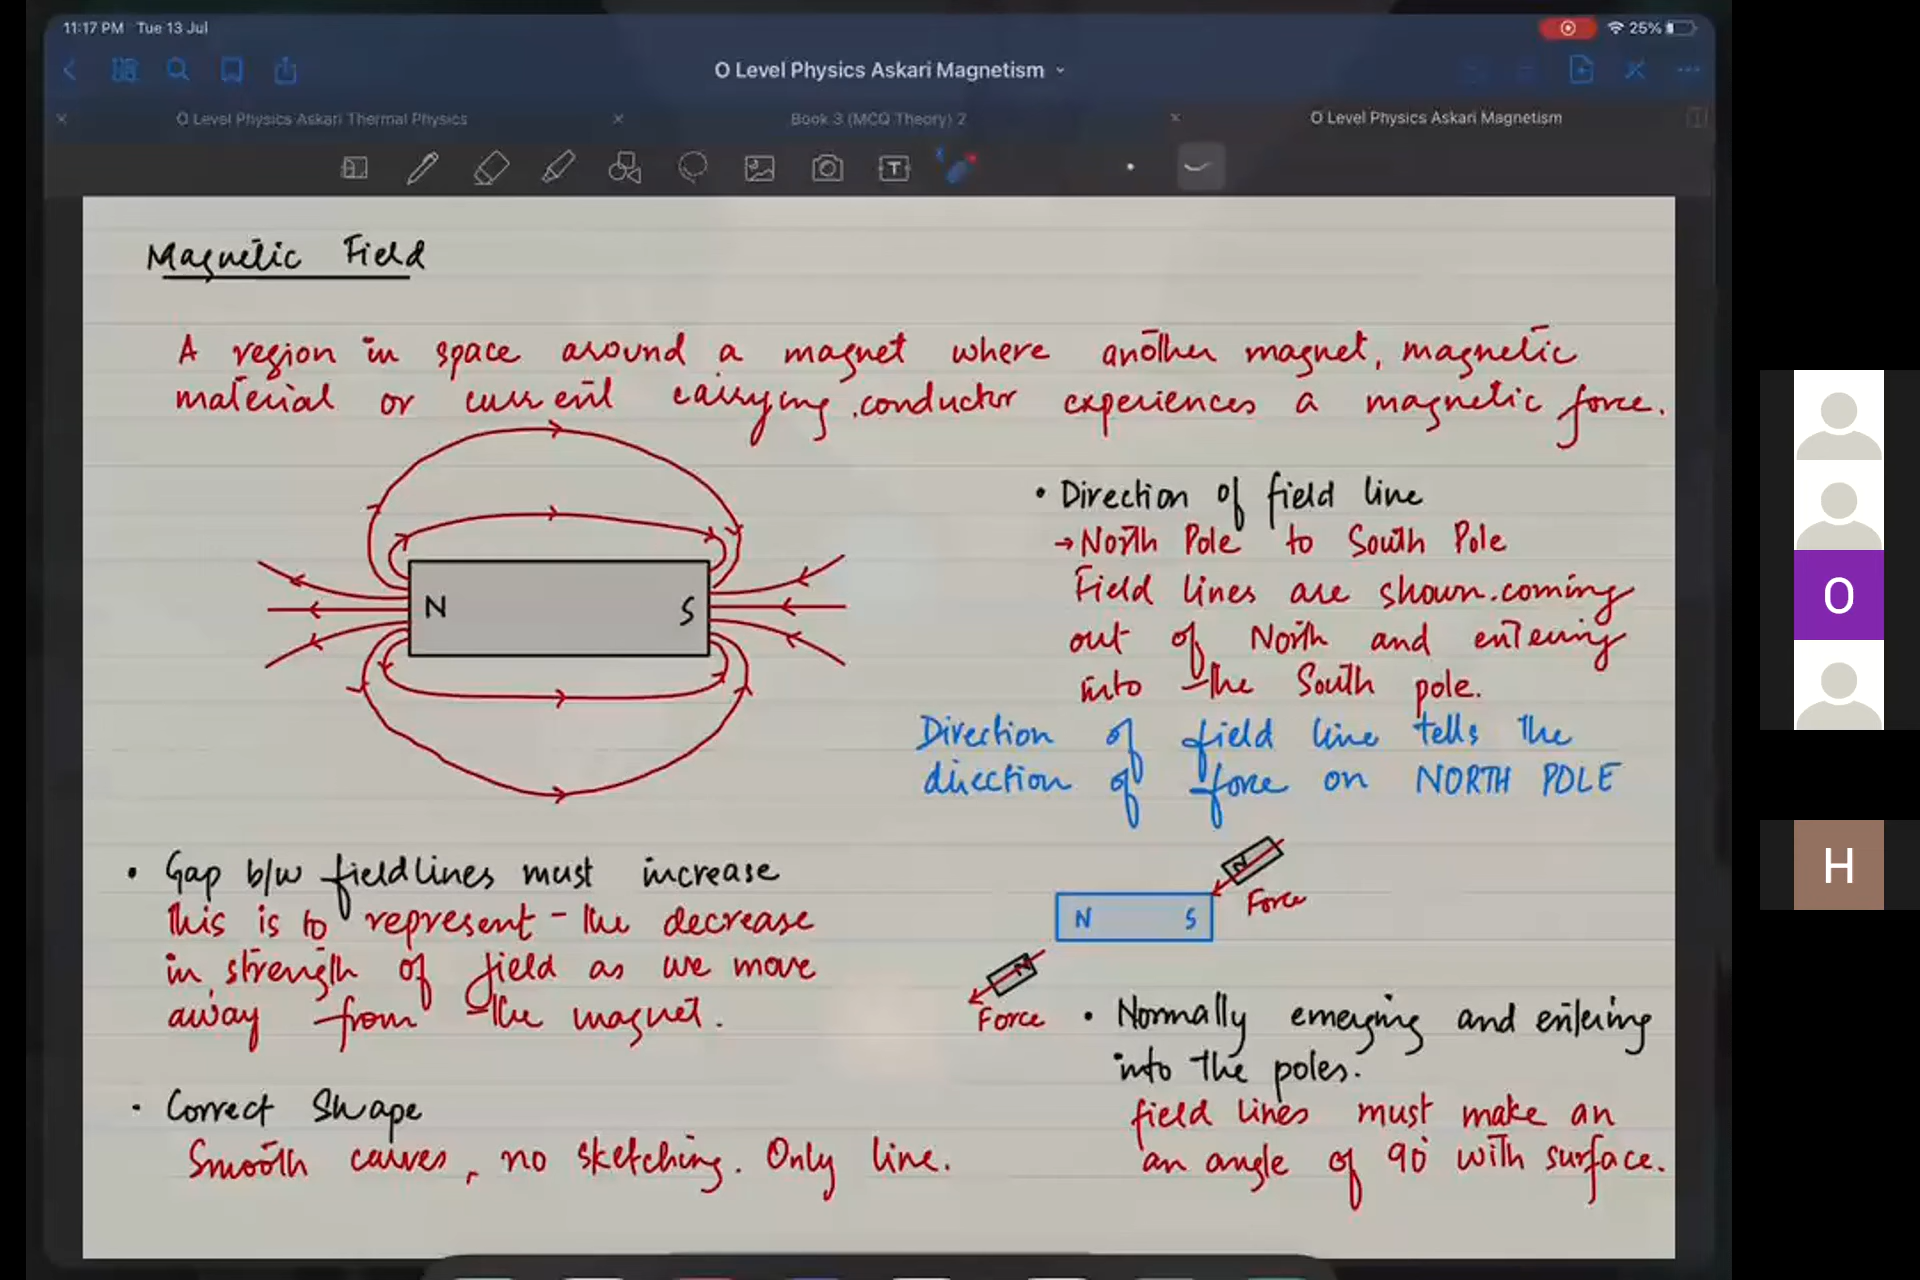 11:17 PM Tue 13 Jul
25%
O Level Physics Askari Magnetism
O Level Physics Askari Thermal Physics
Book 3 (MCQ Theory) 2
O Level Physics Askari Magnetism
T
Magnetic Field
A region in space around a magnet where another magnet, magnetic
material or current carrying conductor experiences a magnetic force.
N S
• Direction of field line
→ North Pole to South Pole
Field lines are shown coming
out of North and entering
into the South pole.
Direction of field line tells the
direction of force on NORTH POLE
N
Force
N S
N
Force
• Gap b/w field lines must increase
This is to represent the decrease
in strength of field as we move
away from the magnet.
• Normally emerging and entering
into the poles.
field lines must make an
an angle of 90° with surface.
• Correct Shape
Smooth curves, no sketching. Only line.
O
H